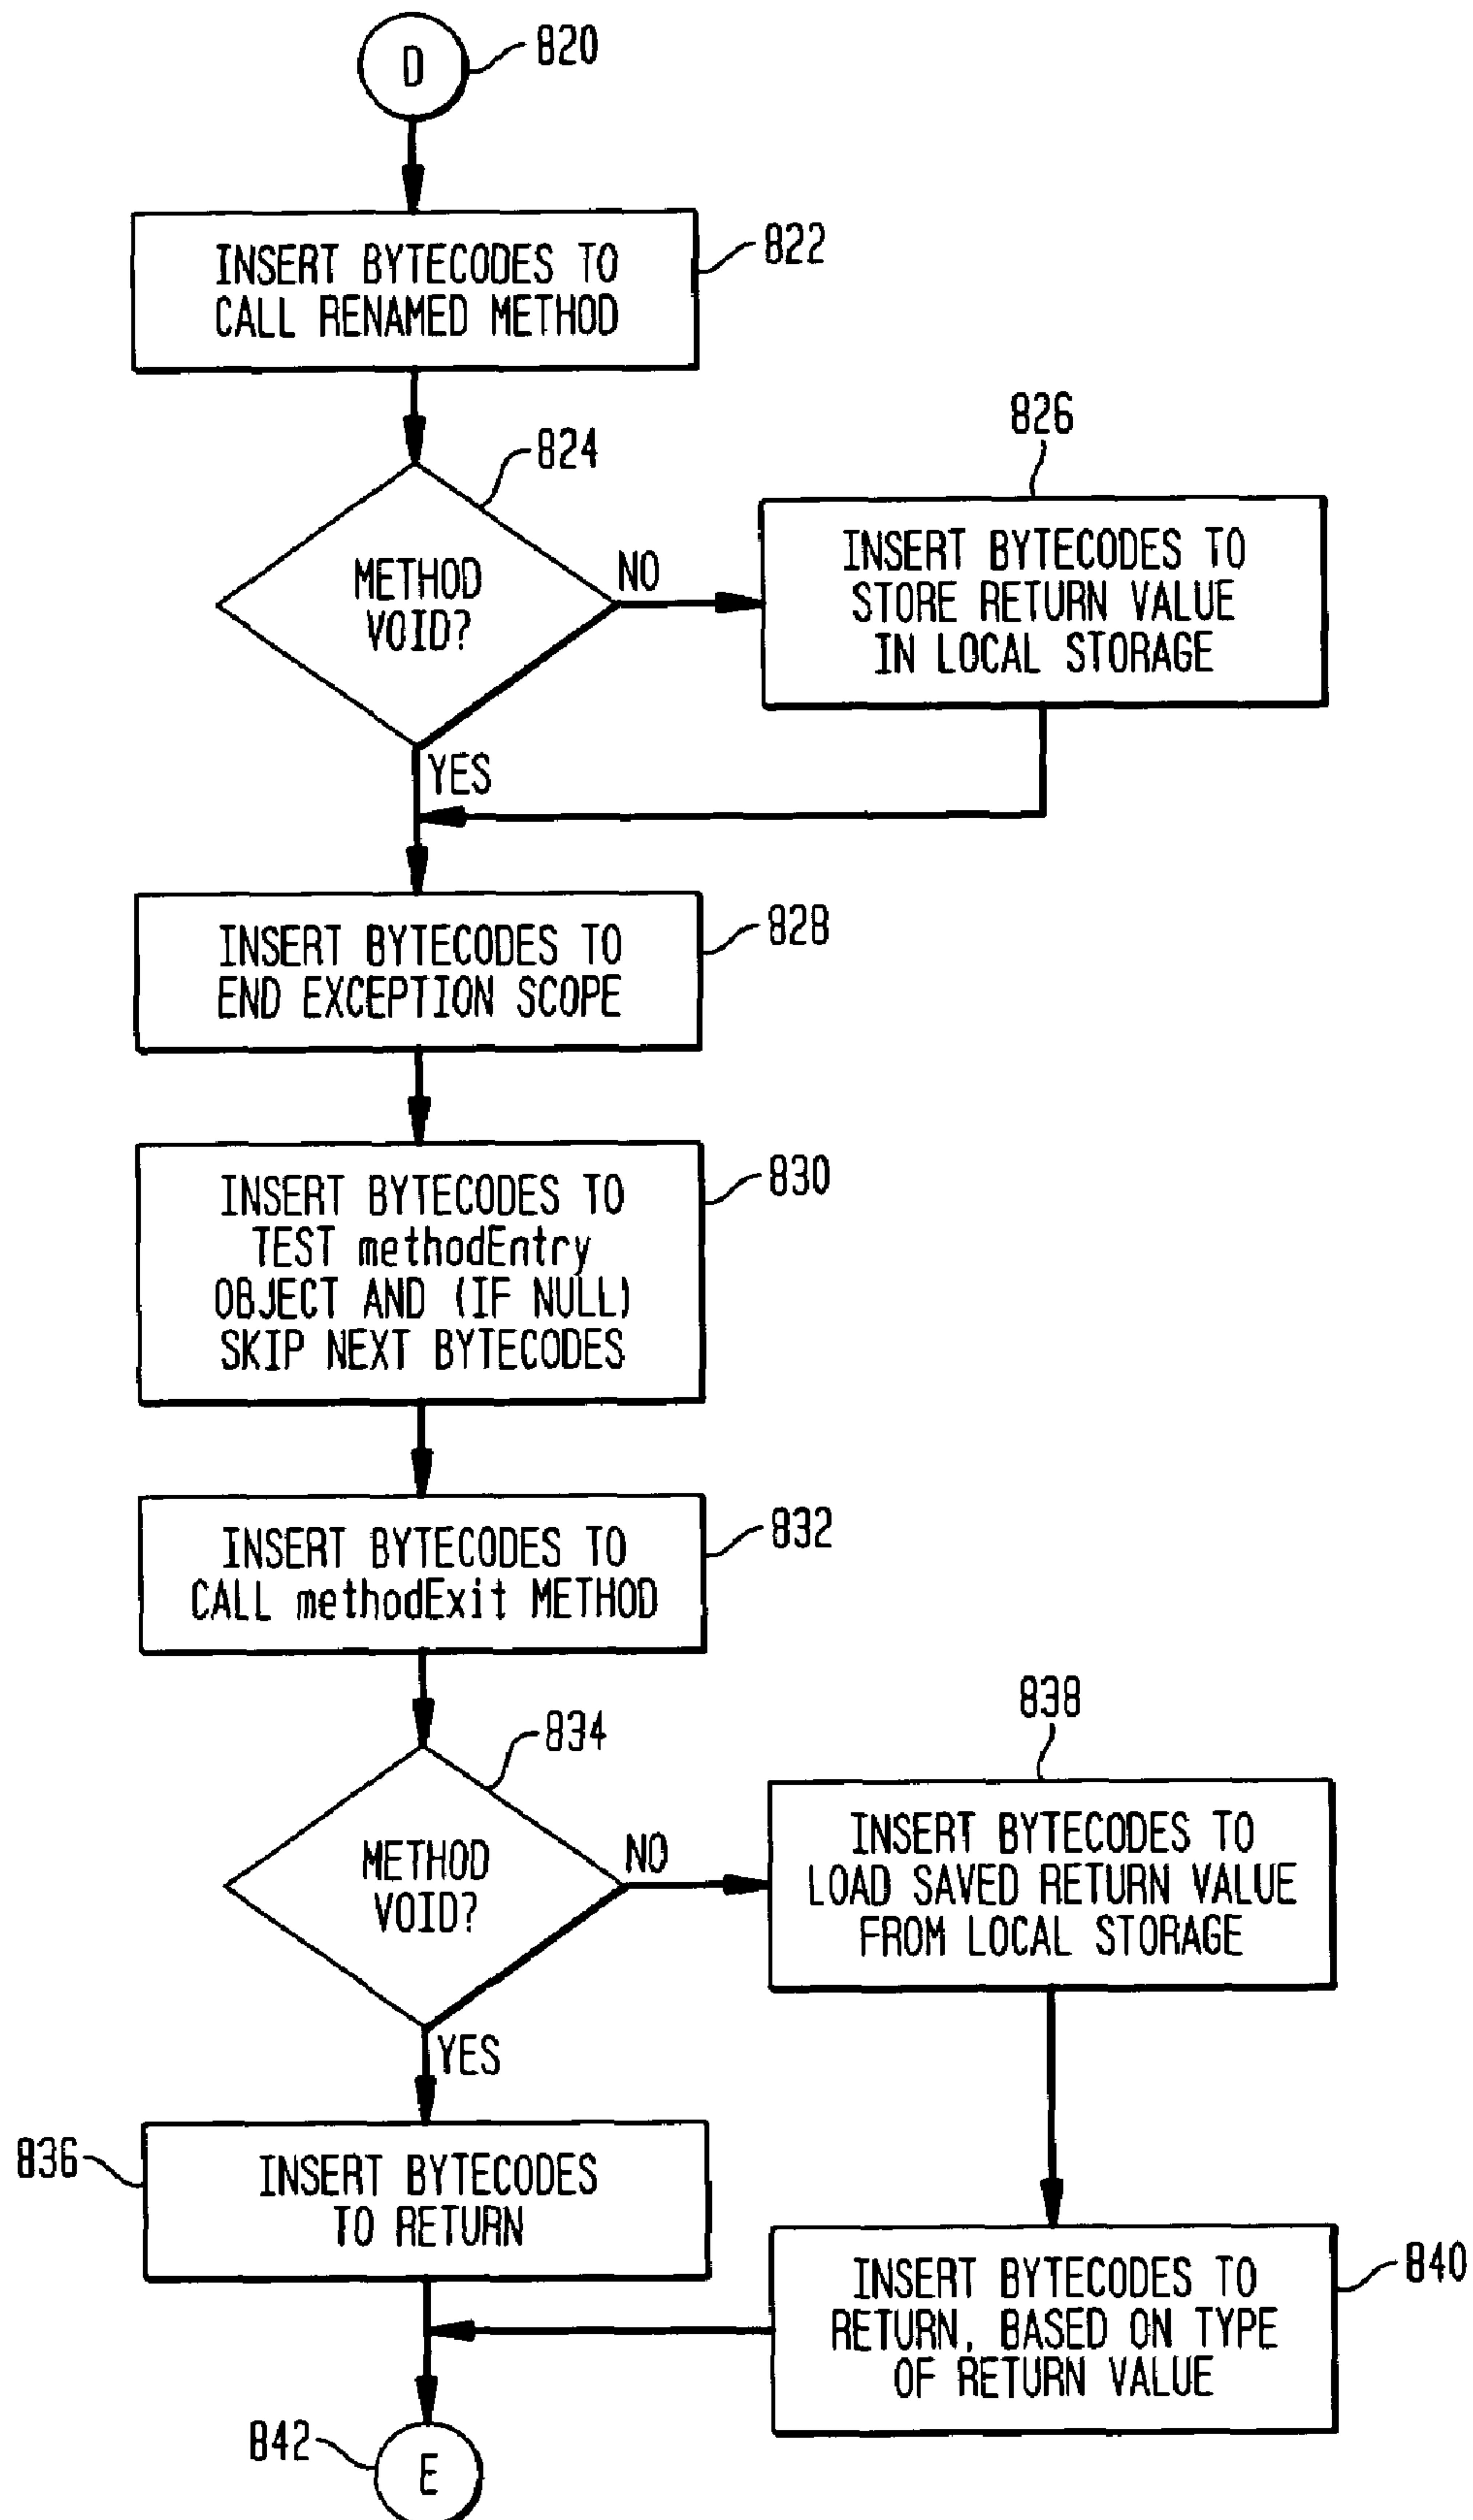 D
820
INSERT BYTECODES TO
CALL RENAMED METHOD
822
824
METHOD
VOID?
NO
826
INSERT BYTECODES TO
STORE RETURN VALUE
IN LOCAL STORAGE
YES
INSERT BYTECODES TO
END EXCEPTION SCOPE
828
INSERT BYTECODES TO
TEST methodEntry
OBJECT AND (IF NULL)
SKIP NEXT BYTECODES
830
INSERT BYTECODES TO
CALL methodExit METHOD
832
834
METHOD
VOID?
NO
838
INSERT BYTECODES TO
LOAD SAVED RETURN VALUE
FROM LOCAL STORAGE
YES
836
INSERT BYTECODES
TO RETURN
INSERT BYTECODES TO
RETURN, BASED ON TYPE
OF RETURN VALUE
840
842
E